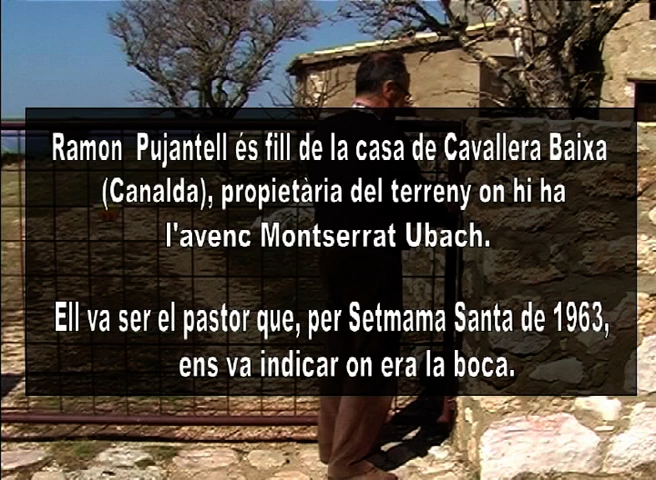 Ramon Pujantell és fill de la casa de Cavallera Baixa
(Canalda), propietària del terreny on hi ha
l'avenc Montserrat Ubach.
Ell va ser el pastor que, per Setmama Santa de 1963,
ens va indicar on era la boca.